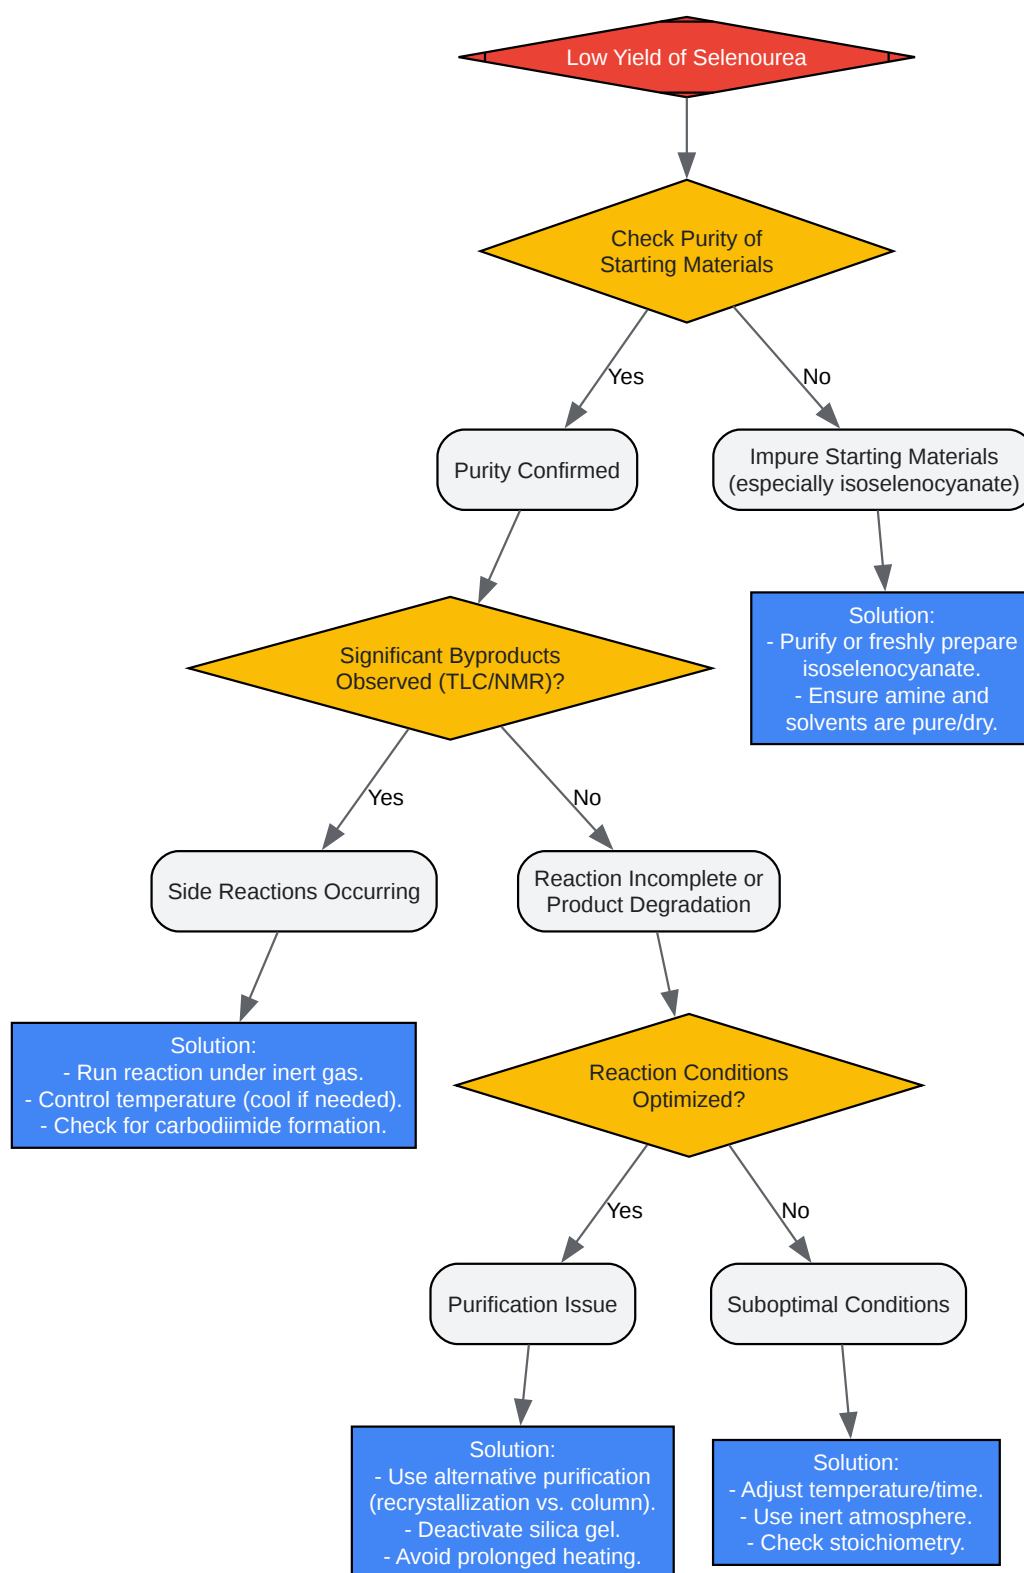 Low Yield of Selenourea
Check Purity of
Starting Materials
Yes
No
Purity Confirmed
Impure Starting Materials
(especially isoselenocyanate)
Solution:
- Purify or freshly prepare
isoselenocyanate.
- Ensure amine and
solvents are pure/dry.
Significant Byproducts
Observed (TLC/NMR)?
Yes
No
Side Reactions Occurring
Reaction Incomplete or
Product Degradation
Solution:
- Run reaction under inert gas.
- Control temperature (cool if needed).
- Check for carbodiimide formation.
Reaction Conditions
Optimized?
Yes
No
Purification Issue
Suboptimal Conditions
Solution:
- Use alternative purification
(recrystallization vs. column).
- Deactivate silica gel.
- Avoid prolonged heating.
Solution:
- Adjust temperature/time.
- Use inert atmosphere.
- Check stoichiometry.